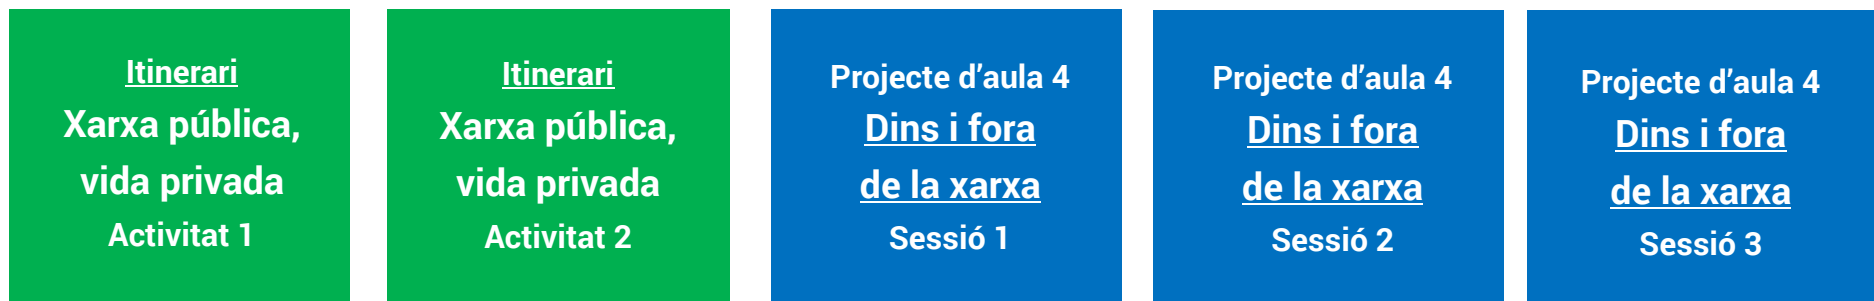 Itinerari
Xarxa pública,
vida privada
Activitat 1
Itinerari
Xarxa pública,
vida privada
Activitat 2
Projecte d’aula 4
Dins i fora
de la xarxa
Sessió 1
Projecte d’aula 4
Dins i fora
de la xarxa
Sessió 2
Projecte d’aula 4
Dins i fora
de la xarxa
Sessió 3